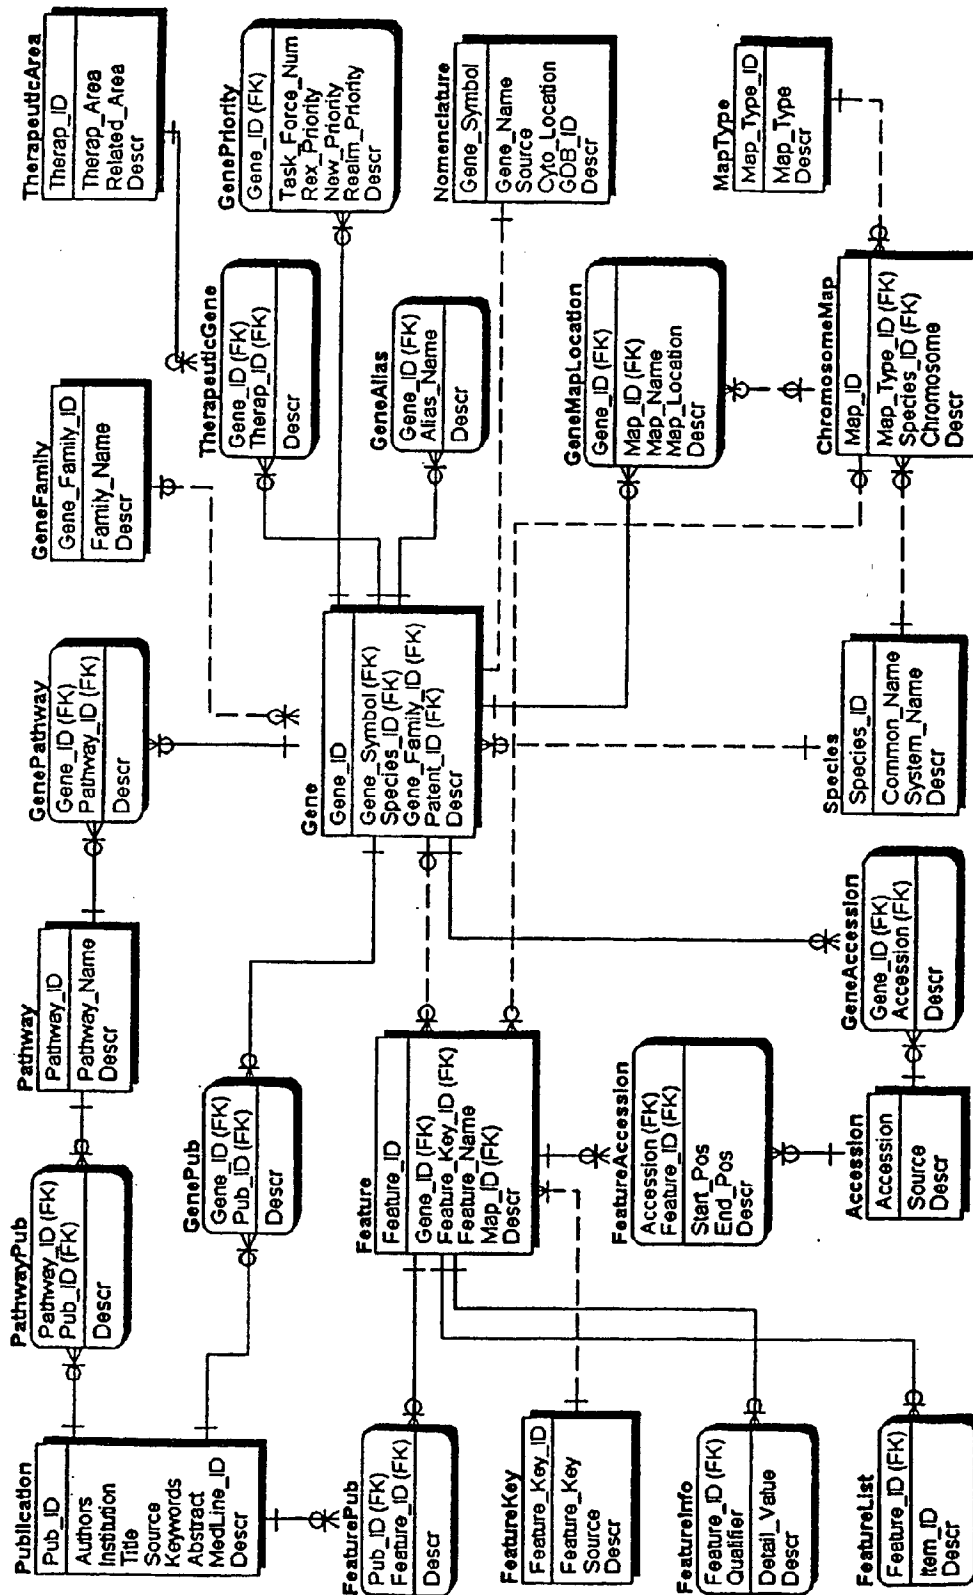 Publication
Pub_ID
Authors
Institution
Title
Source
Keywords
Abstract
MedLine_ID
Descr
PathwayPub
Pathway_ID (FK)
Pub_ID (FK)
Descr
Pathway
Pathway_ID
Pathway_Name
Descr
GenePathway
Gene_ID (FK)
Pathway_ID (FK)
Descr
GeneFamily
Gene_Family_ID
Family_Name
Descr
TherapeuticArea
Therap_ID
Therap_Area
Related_Area
Descr
GenePub
Gene_ID (FK)
Pub_ID (FK)
Descr
TherapeuticGene
Gene_ID (FK)
Therap_ID (FK)
Descr
GenePriority
Gene_ID (FK)
Task_Force_Num
Rex_Priority
New_Priority
Realm_Priority
Descr
FeaturePub
Pub_ID (FK)
Feature_ID (FK)
Descr
Feature
Feature_ID
Gene_ID (FK)
Feature_Key_ID (FK)
Feature_Name
Map_ID (FK)
Descr
Gene
Gene_ID
Gene_Symbol (FK)
Species_ID (FK)
Gene_Family_ID (FK)
Patent_ID (FK)
Descr
GeneAlias
Gene_ID (FK)
Alias_Name
Descr
Nomenclature
Gene_Symbol
Gene_Name
Source
Cyto_Location
GDB_ID
Descr
FeatureKey
Feature_Key_ID
Feature_Key
Source
Descr
FeatureAccession
Accession (FK)
Feature_ID (FK)
Start_Pos
End_Pos
Descr
GeneMapLocation
Gene_ID (FK)
Map_ID (FK)
Map_Name
Map_Location
Descr
FeatureInfo
Feature_ID (FK)
Qualifier
Detail_Value
Descr
FeatureList
Feature_ID (FK)
Item_ID
Descr
Accession
Accession
Source
Descr
GeneAccession
Gene_ID (FK)
Accession (FK)
Descr
Species
Species_ID
Common_Name
System_Name
Descr
ChromosomeMap
Map_ID
Map_Type_ID (FK)
Species_ID (FK)
Chromosome
Descr
MapType
Map_Type_ID
Map_Type
Descr